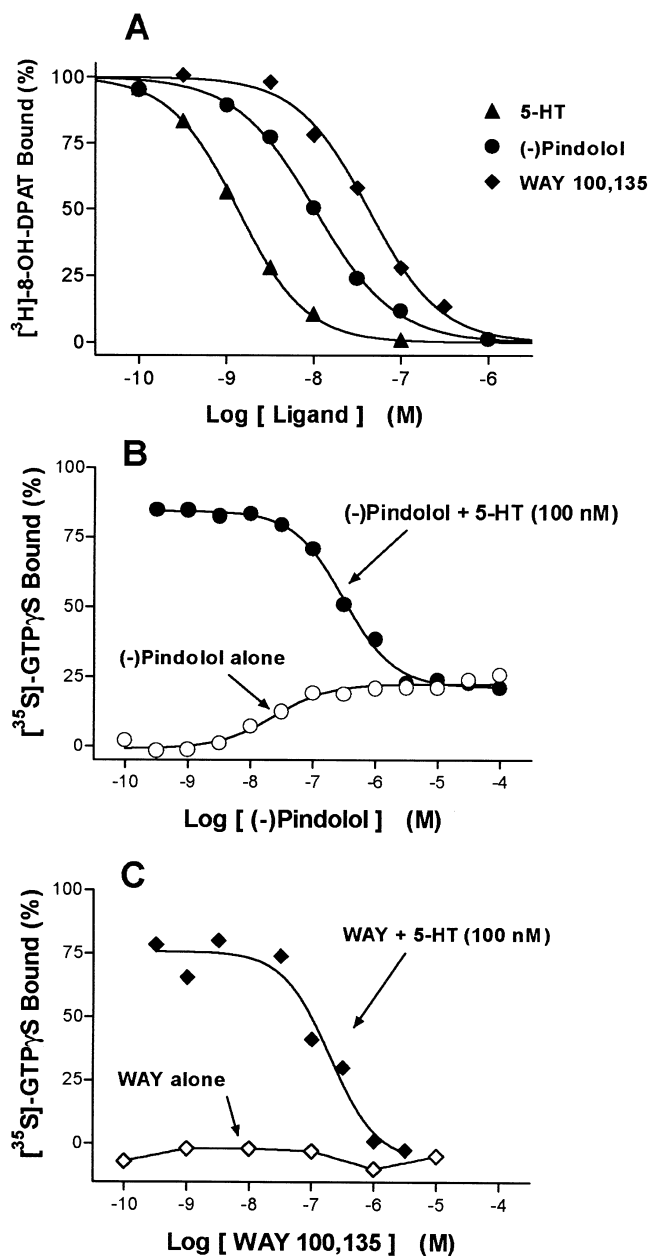 A
[³H]-8-OH-DPAT Bound (%)
100
75
50
25
0
-10 -9 -8 -7 -6
Log [ Ligand ] (M)
5-HT
(-)Pindolol
WAY 100,135
B
[³⁵S]-GTPγS Bound (%)
100
75
50
25
0
(-)Pindolol + 5-HT (100 nM)
(-)Pindolol alone
-10 -9 -8 -7 -6 -5 -4
Log [ (-)Pindolol ] (M)
C
[³⁵S]-GTPγS Bound (%)
100
75
50
25
0
WAY + 5-HT (100 nM)
WAY alone
-10 -9 -8 -7 -6 -5 -4
Log [ WAY 100,135 ] (M)